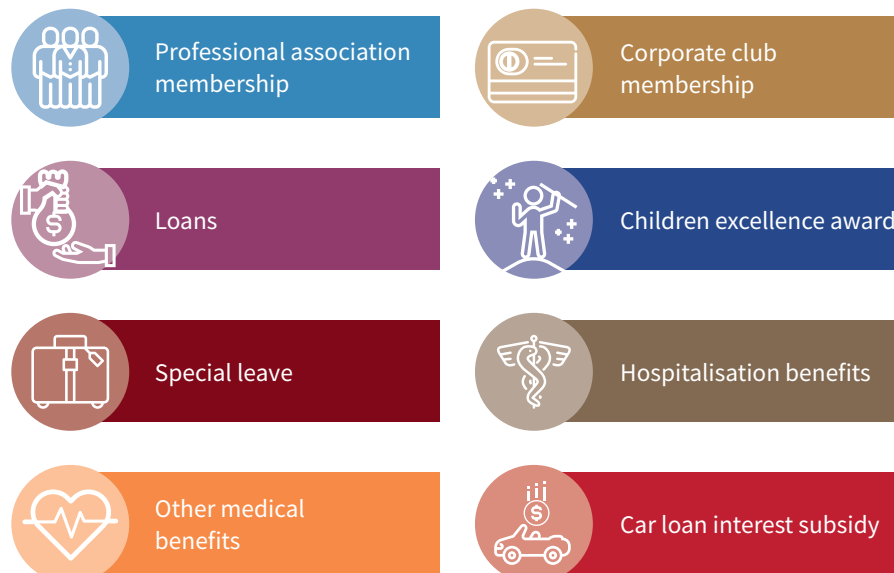 Professional association
membership
Corporate club
membership
Loans
Children excellence award
Special leave
Hospitalisation benefits
Other medical
benefits
Car loan interest subsidy